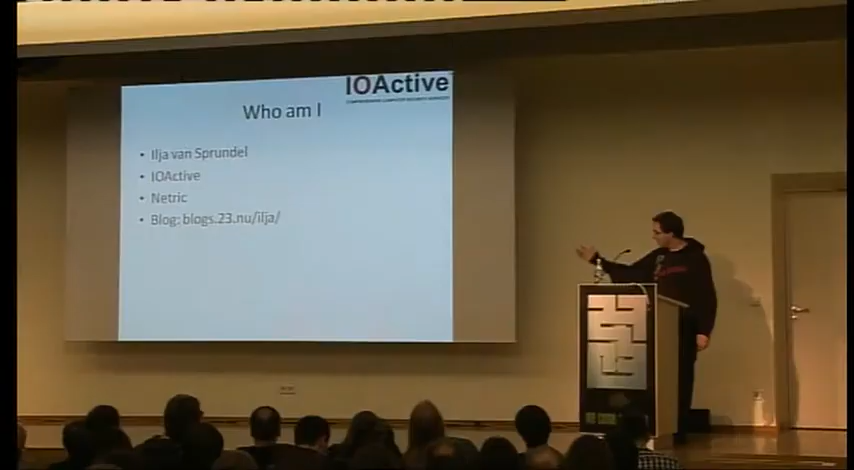 IOActive
Who am I
• Ilja van Sprundel
• IOActive
• Netric
• Blog: blogs.23.nu/ilja/